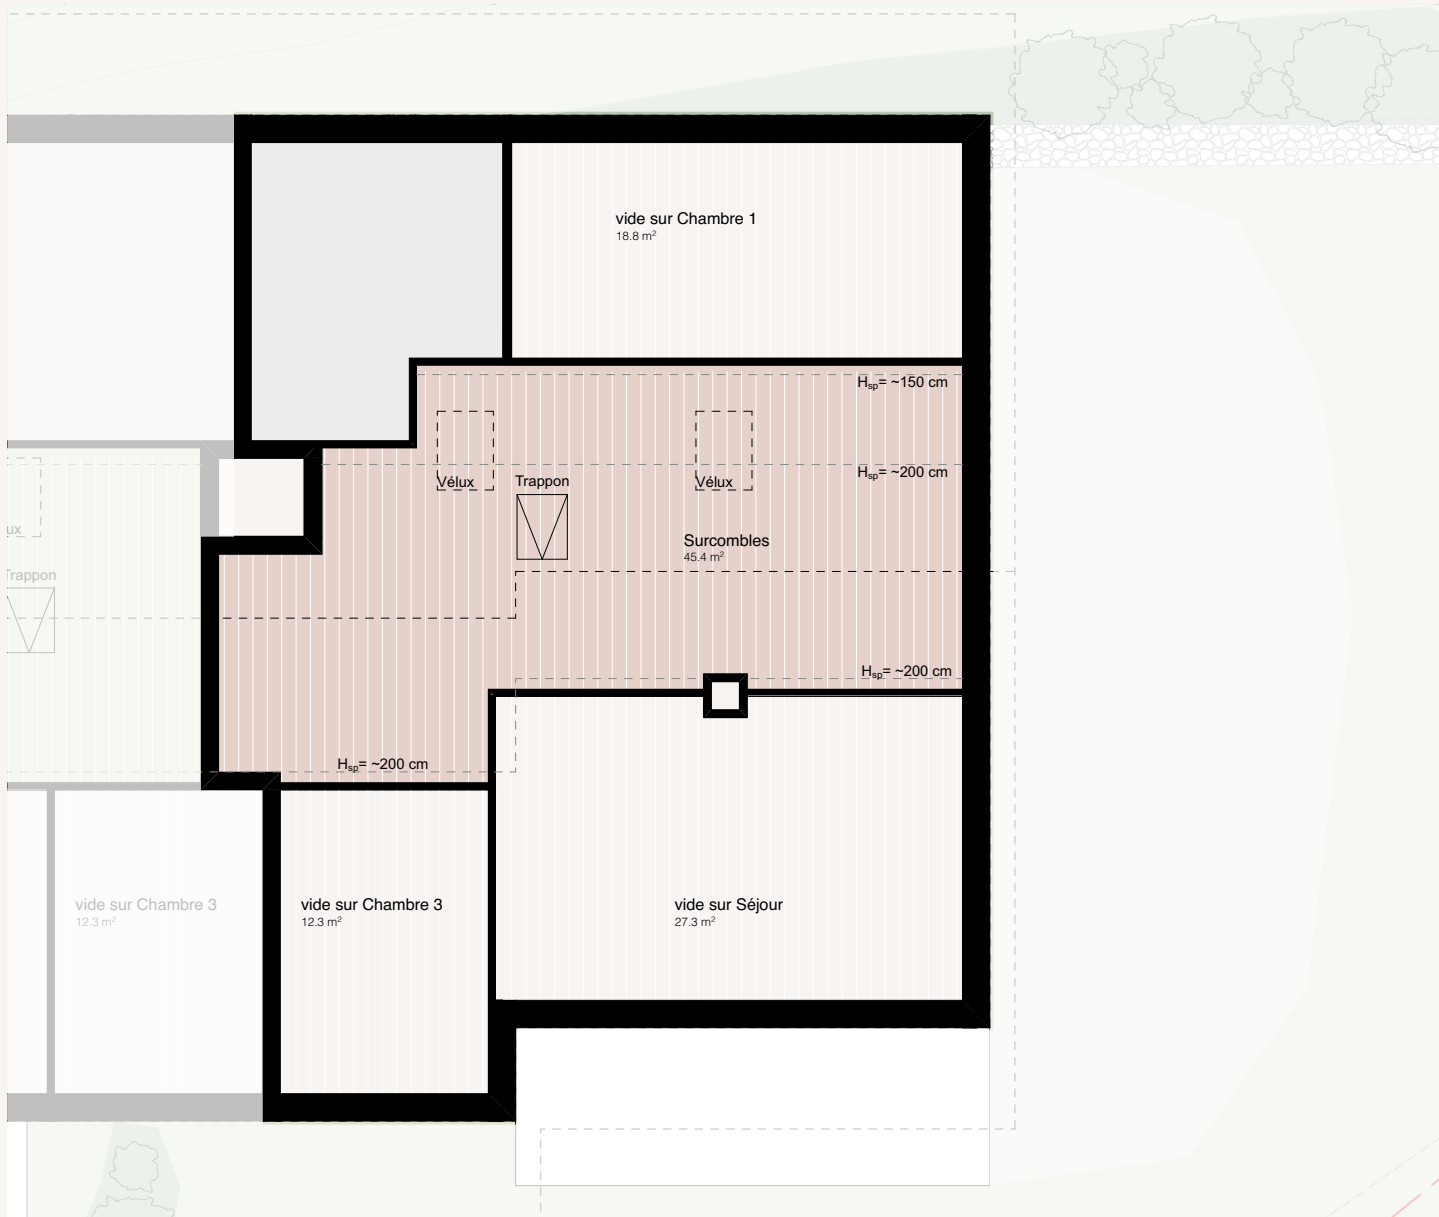 vide sur Chambre 1
18.8 m²
Hsp= ~150 cm
Hsp= ~200 cm
Vélux
Trappon
Vélux
ux
Surcombles
45.4 m²
Trappon
Hsp= ~200 cm
Hsp= ~200 cm
vide sur Chambre 3
12.3 m²
vide sur Chambre 3
12.3 m²
vide sur Séjour
27.3 m²